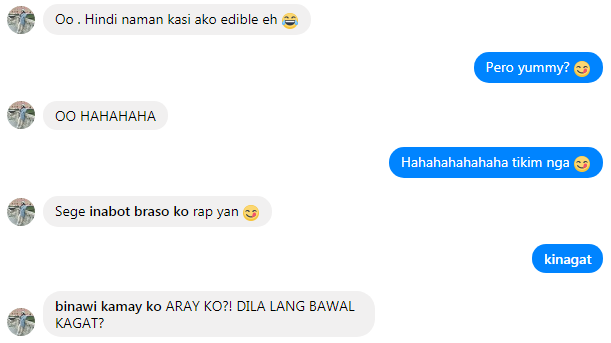 Oo . Hindi naman kasi ako edible eh 😂
Pero yummy? 😋
OO HAHAHAHA
Hahahahahahaha tikim nga 😋
Sege inabot braso ko rap yan 😋
kinagat
binawi kamay ko ARAY KO?! DILA LANG BAWAL
KAGAT?